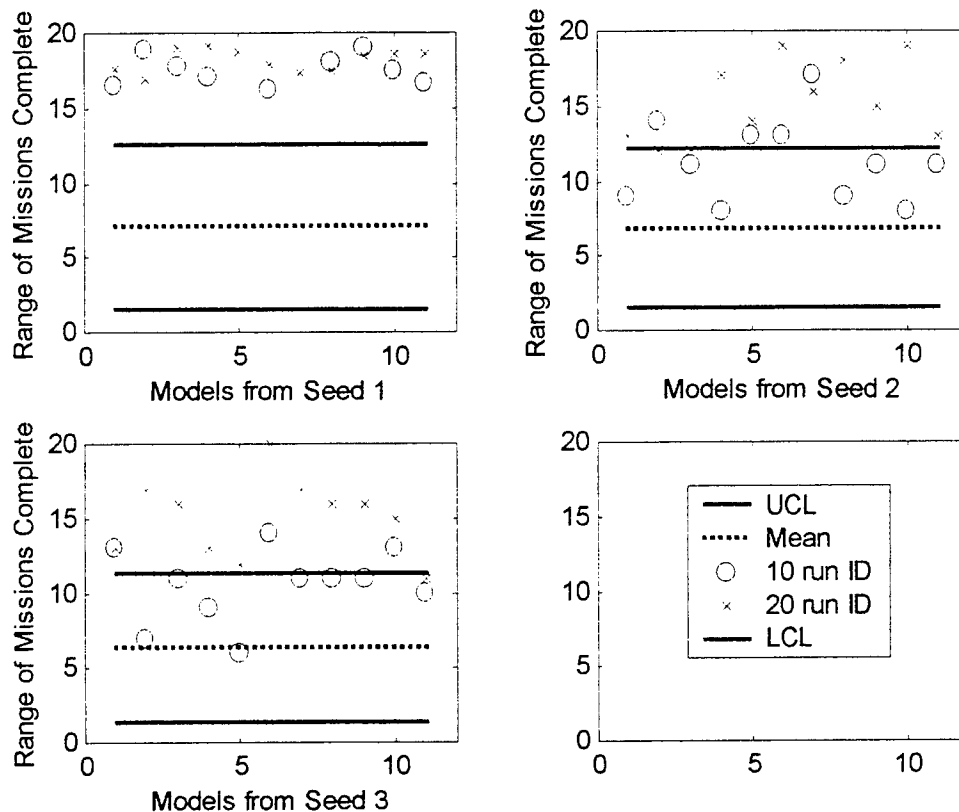 Range of Missions Complete
20
15
10
5
0
0 5 10
Models from Seed 1
Range of Missions Complete
20
15
10
5
0
0 5 10
Models from Seed 2
Range of Missions Complete
20
15
10
5
0
0 5 10
Models from Seed 3
20
15
10
5
0
0 5 10
UCL
Mean
10 run ID
20 run ID
LCL